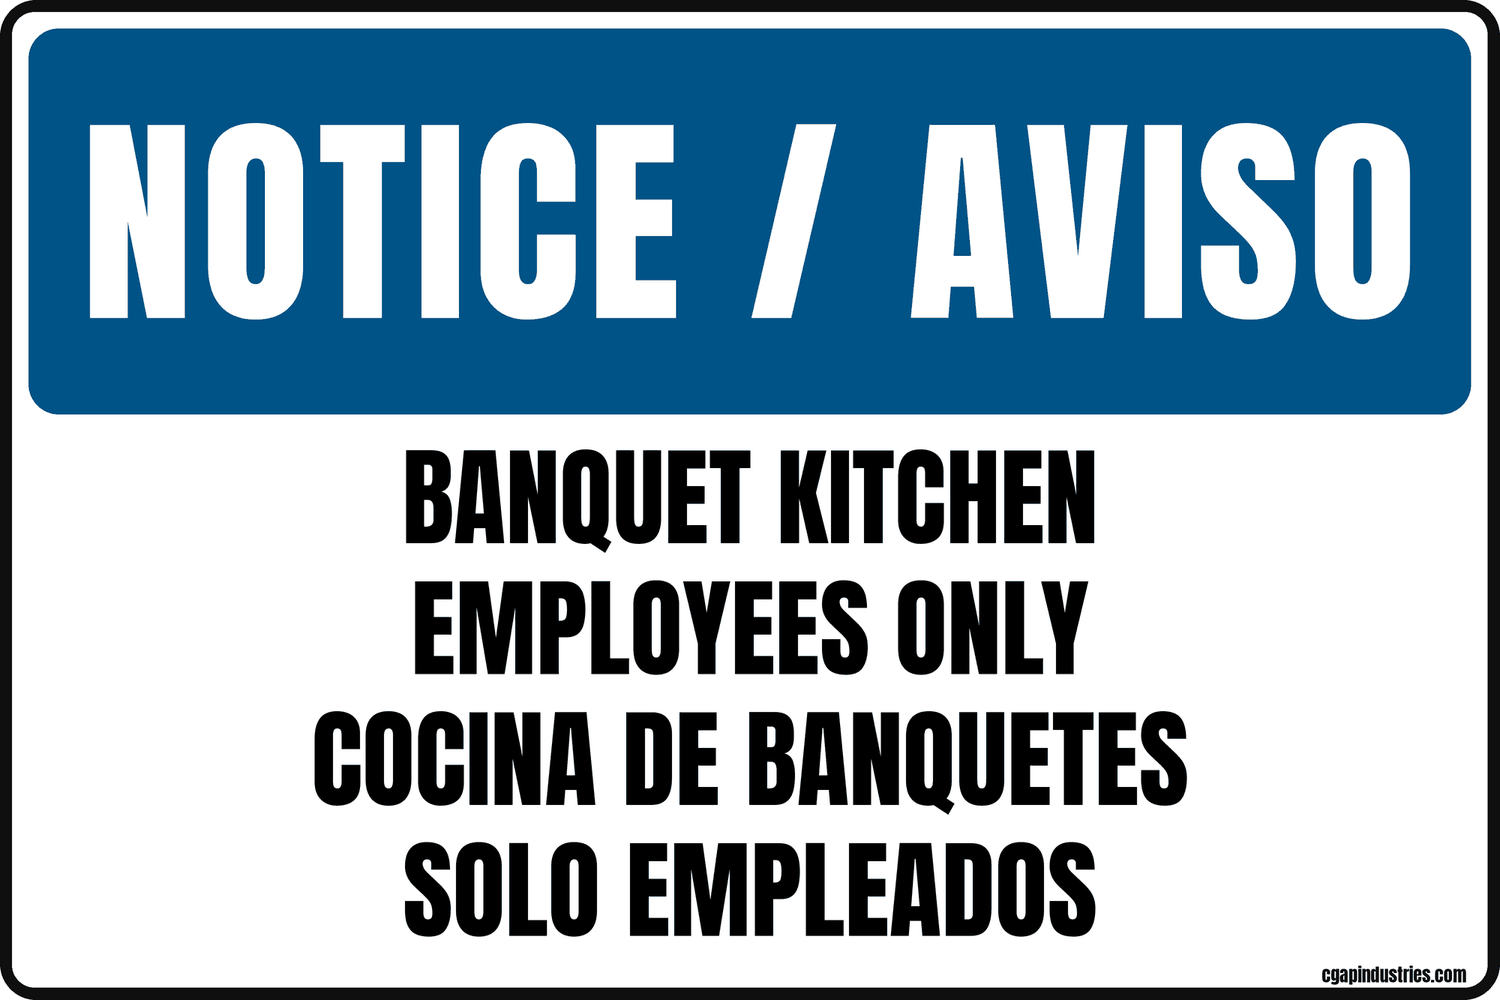 NOTICE / AVISO
BANQUET KITCHEN
EMPLOYEES ONLY
COCINA DE BANQUETES
SOLO EMPLEADOS
cgapindustries.com